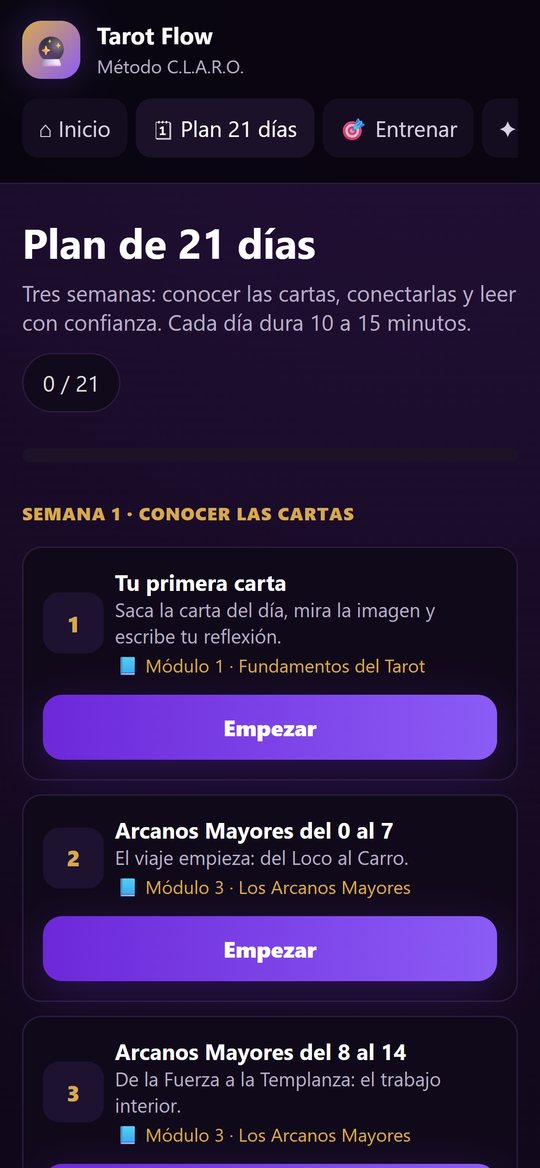 Tarot Flow
Método C.L.A.R.O.
Inicio
Plan 21 días
Entrenar
Plan de 21 días
Tres semanas: conocer las cartas, conectarlas y leer
con confianza. Cada día dura 10 a 15 minutos.
0 / 21
SEMANA 1 · CONOCER LAS CARTAS
Tu primera carta
Saca la carta del día, mira la imagen y
escribe tu reflexión.
1
Módulo 1 · Fundamentos del Tarot
Empezar
Arcanos Mayores del 0 al 7
El viaje empieza: del Loco al Carro.
2
Módulo 3 · Los Arcanos Mayores
Empezar
Arcanos Mayores del 8 al 14
De la Fuerza a la Templanza: el trabajo
interior.
3
Módulo 3 · Los Arcanos Mayores